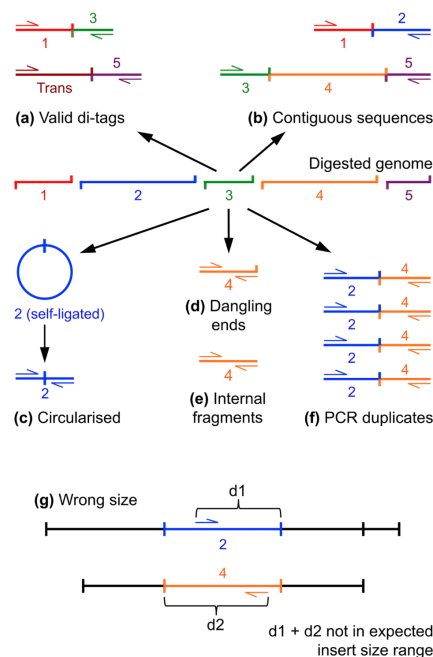 3
2
1
1
5
5
Trans
3
4
(a) Valid di-tags
(b) Contiguous sequences
Digested genome
1
2
3
4
5
2 (self-ligated)
4
(d) Dangling
ends
2
4
(c) Circularised
(e) Internal
fragments
4
2
4
2
4
2
4
2
(f) PCR duplicates
(g) Wrong size
d1
2
4
d2
d1 + d2 not in expected
insert size range